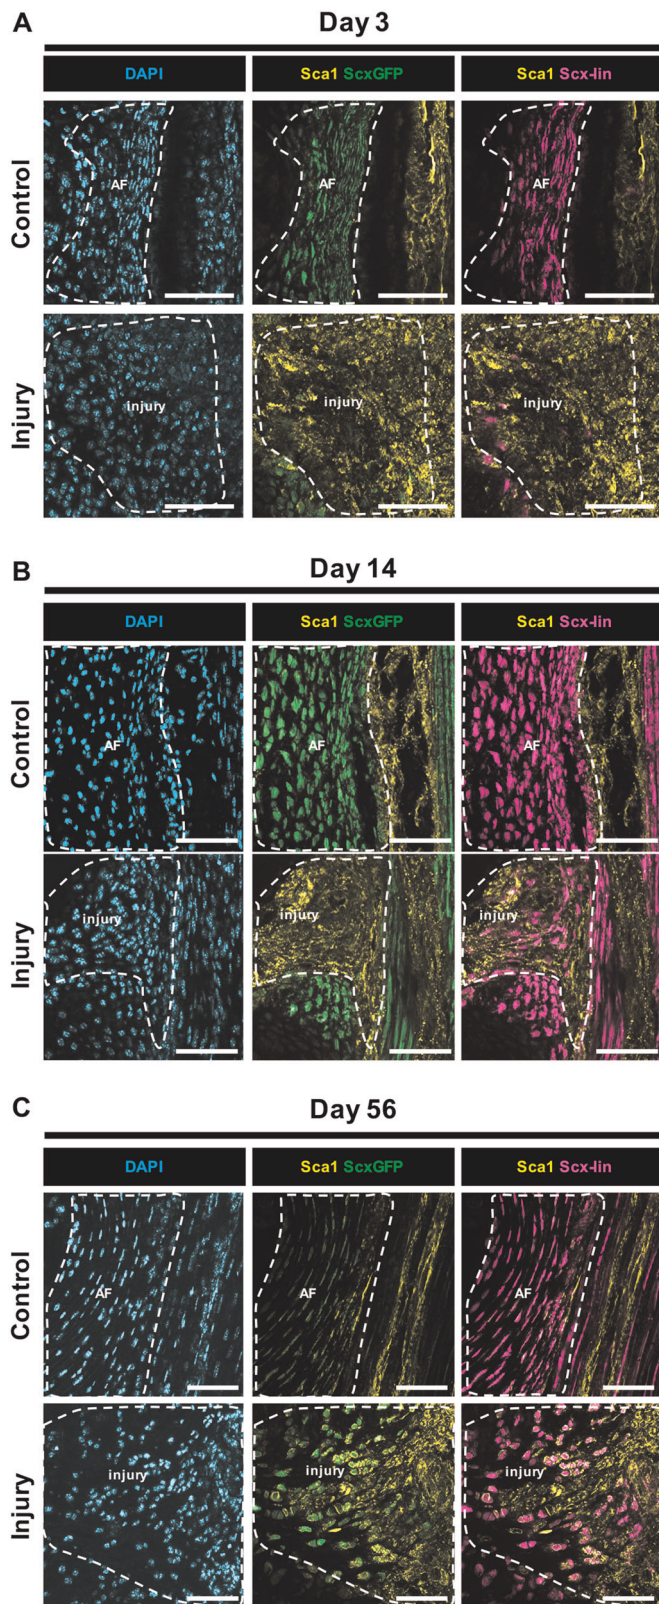 A
Day 3
DAPI
Sca1 ScxGFP
Sca1 Scx-lin
Control
AF
AF
AF
Injury
injury
injury
injury
B
Day 14
DAPI
Sca1 ScxGFP
Sca1 Scx-lin
Control
AF
AF
AF
Injury
injury
injury
injury
C
Day 56
DAPI
Sca1 ScxGFP
Sca1 Scx-lin
Control
AF
AF
AF
Injury
injury
injury
injury